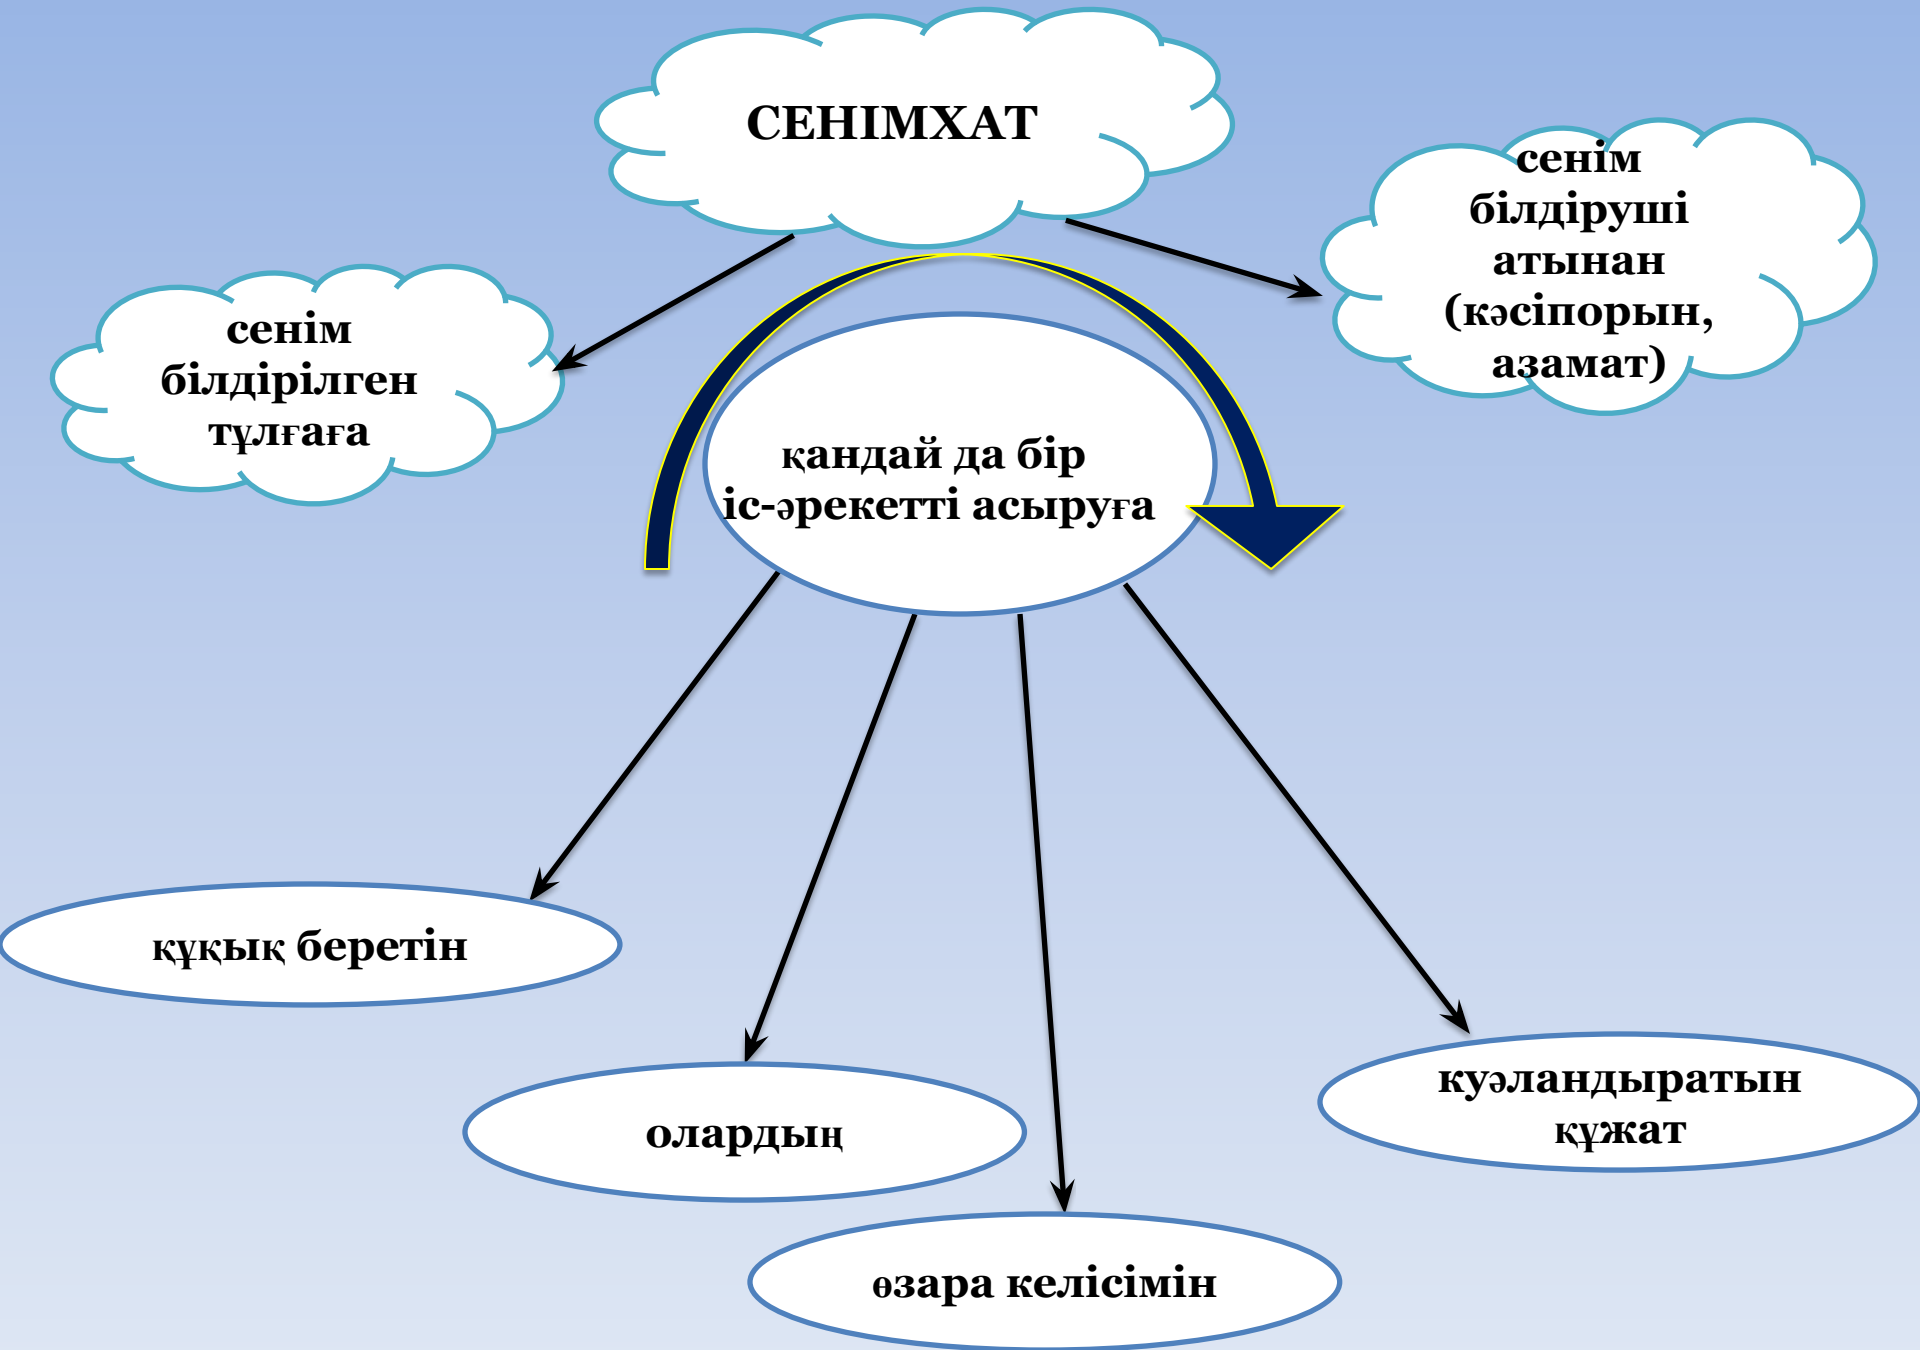 СЕНІМХАТ
сенім
білдіруші
атынан
(кәсіпорын,
азамат)
сенім
білдірілген
тұлғаға
қандай да бір
іс-әрекетті асыруға
құқық беретін
олардың
өзара келісімін
куәландыратын
құжат